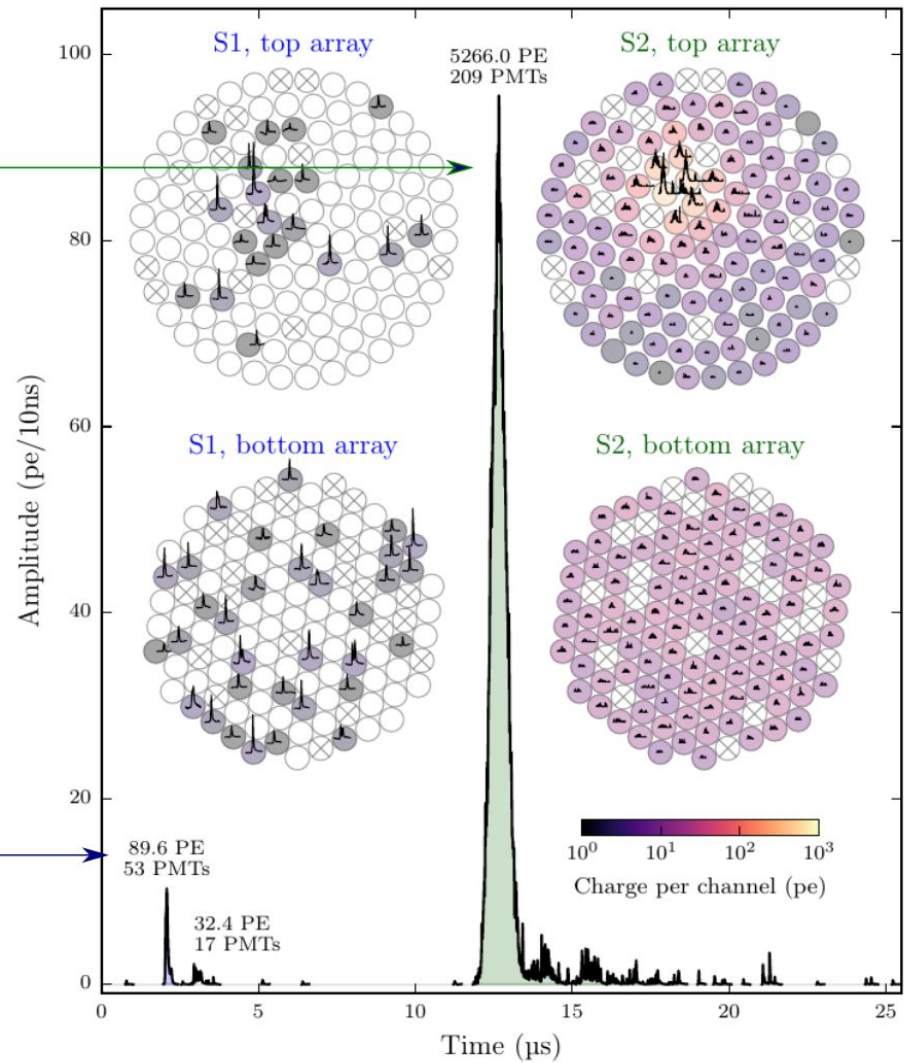 S1, top array
5266.0 PE
209 PMTs
S2, top array
S1, bottom array
S2, bottom array
89.6 PE
53 PMTs
32.4 PE
17 PMTs
10⁰ 10¹ 10² 10³
Charge per channel (pe)
100
80
60
40
20
0
Amplitude (pe/10ns)
0 5 10 15 20 25
Time (µs)